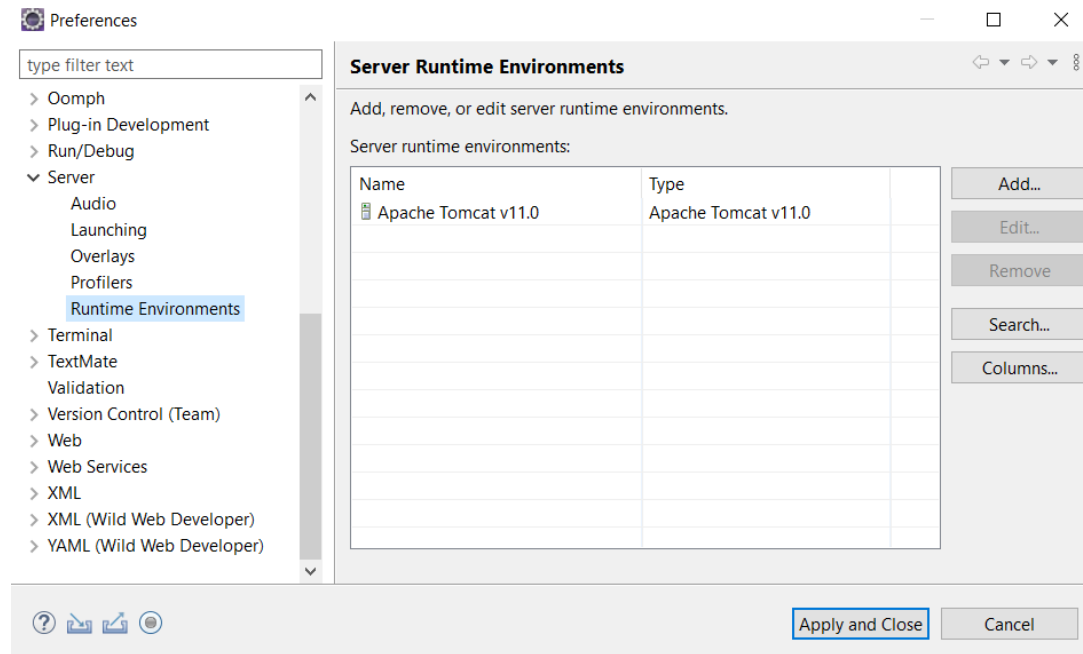 Preferences
type filter text
Oomph
Plug-in Development
Run/Debug
Server
Audio
Launching
Overlays
Profilers
Runtime Environments
Terminal
TextMate
Validation
Version Control (Team)
Web
Web Services
XML
XML (Wild Web Developer)
YAML (Wild Web Developer)
Server Runtime Environments
Add, remove, or edit server runtime environments.
Server runtime environments:
Name Type
Apache Tomcat v11.0 Apache Tomcat v11.0
Add...
Edit...
Remove
Search...
Columns...
Apply and Close Cancel